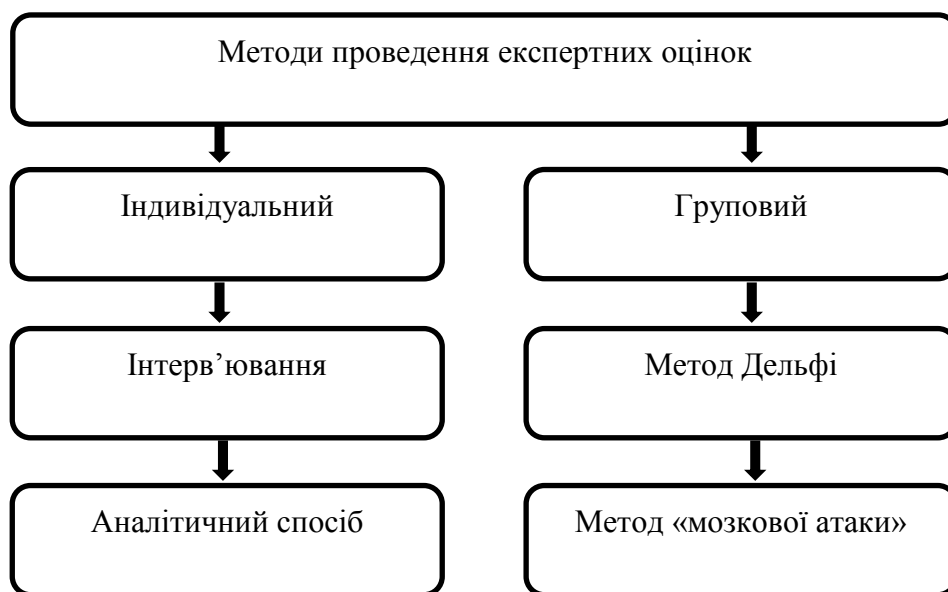 Методи проведення експертних оцінок
Індивідуальний
Груповий
Інтерв’ювання
Метод Дельфі
Аналітичний спосіб
Метод «мозкової атаки»